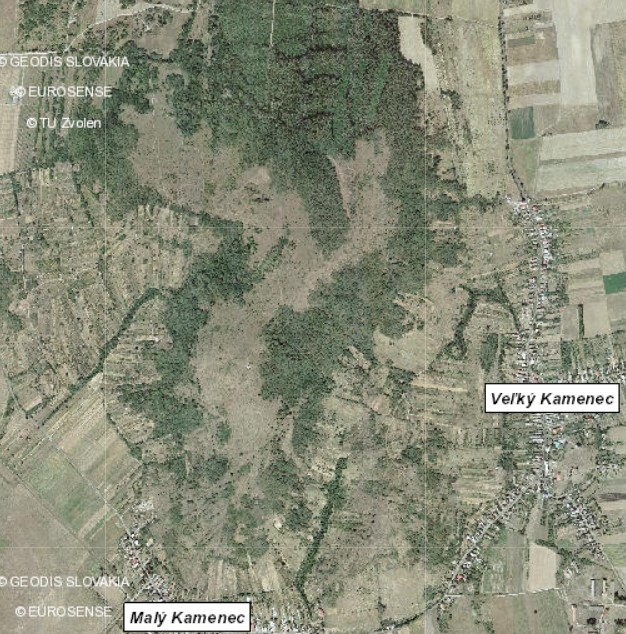 © GEODIS SLOVAKIA
© EUROSENSE
© TU Zvolen
Veľký Kamenec
© GEODIS SLOVAKIA
© EUROSENSE
Malý Kamenec